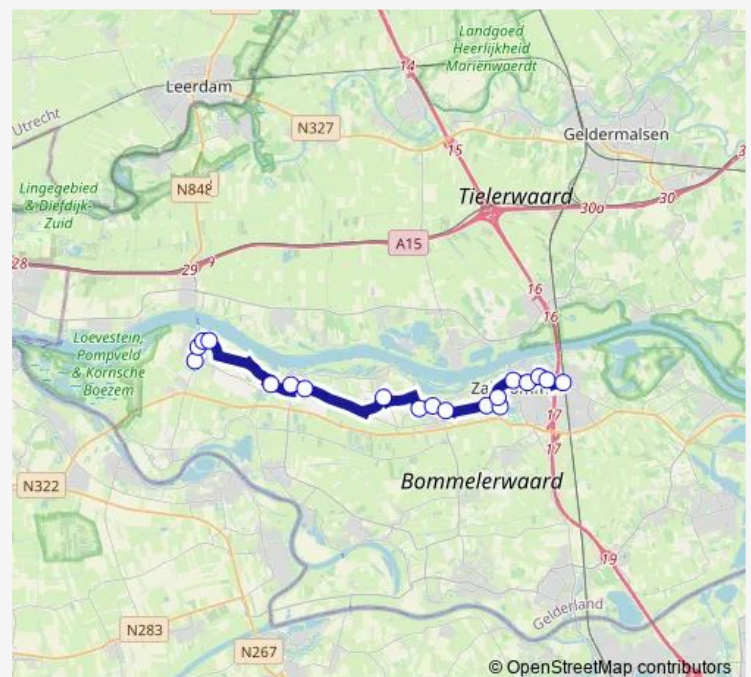 Landgoed
Heerlijkheid
Mariënwaerdt
14
Leerdam
Utrecht
N327
Geldermalsen
15
Lingegebied
& Diefdijk-
Zuid
N848
Tielerwaard
30a
30
A15
28
29
16
16
Loevestein,
Pompveld
& Kornsche
Boezem
17
17
N322
Bommelerwaard
19
Gelderland
N283
N267
© OpenStreetMap contributors